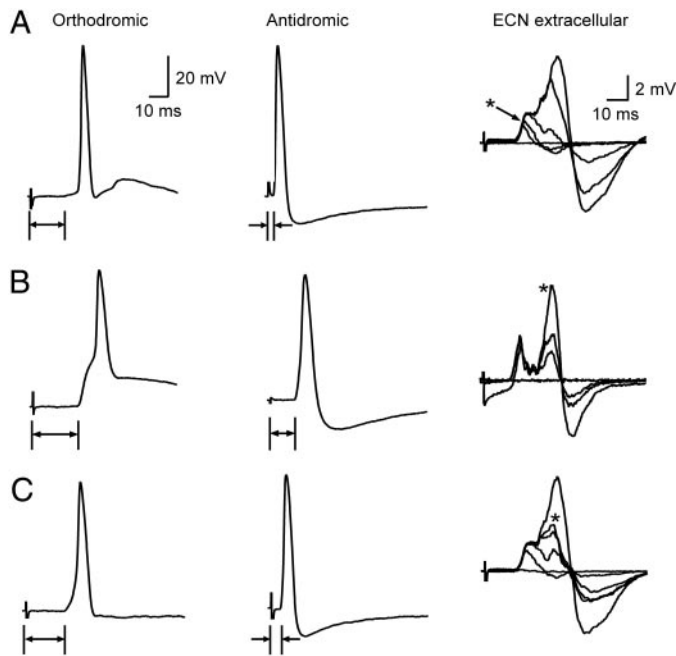 A
Orthodromic
Antidromic
ECN extracellular
20 mV
10 ms
*
2 mV
10 ms
B
*
C
*